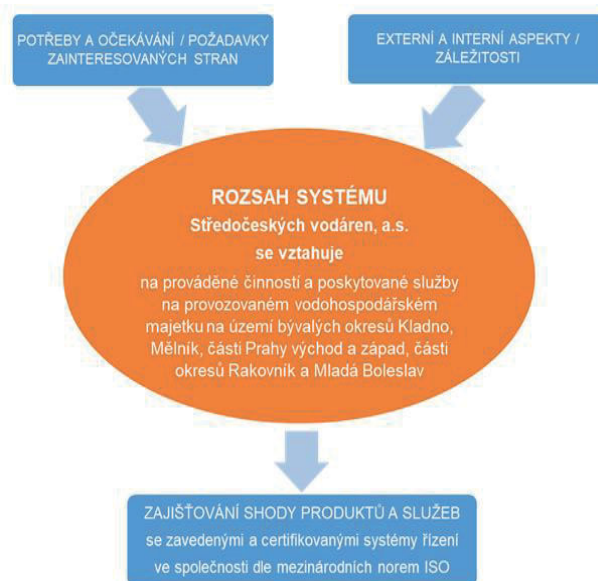 POTŘEBY A OČEKÁVÁNÍ / POŽADAVKY
ZAINTERESOVANÝCH STRAN
EXTERNÍ A INTERNÍ ASPEKTY /
ZÁLEŽITOSTI
ROZSAH SYSTÉMU
Středočeských vodáren, a.s.
se vztahuje
na prováděné činností a poskytované služby
na provozovaném vodohospodářském
majetku na území bývalých okresů Kladno,
Mělník, části Prahy východ a západ, části
okresů Rakovník a Mladá Boleslav
ZAJIŠŤOVÁNÍ SHODY PRODUKTŮ A SLUŽEB
se zavedenými a certifikovanými systémy řízení
ve společnosti dle mezinárodních norem ISO